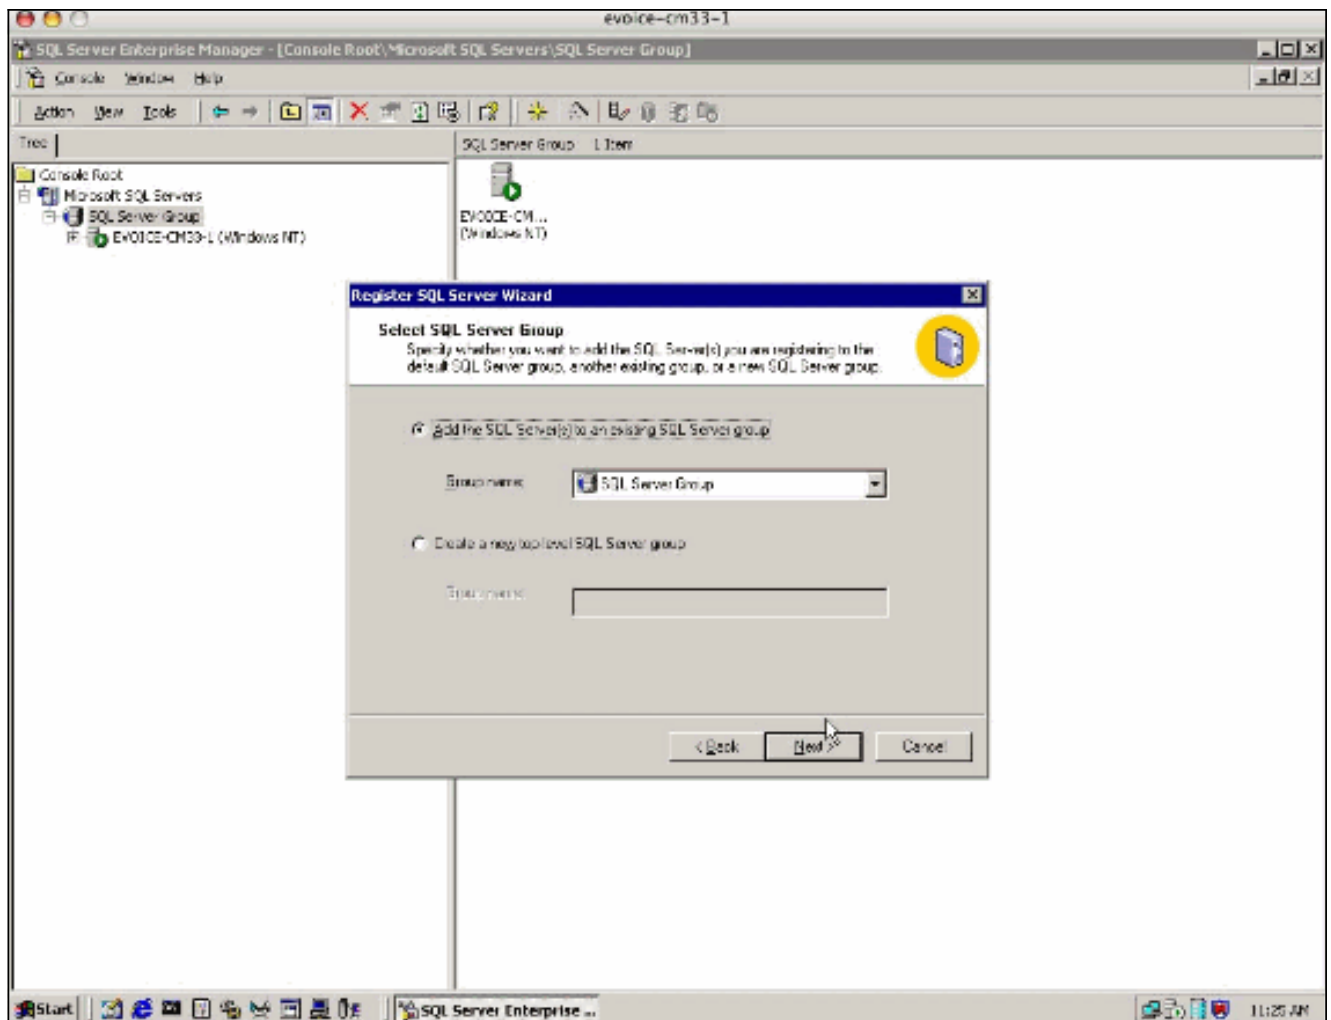 evoice-cm33-1
SQL Server Enterprise Manager - [Console Root\Microsoft SQL Servers\SQL Server Group]
Console Window Help
Action View Tools
Tree
SQL Server Group 1 Item
Console Root
Microsoft SQL Servers
SQL Server Group
EVOICE-CM33-1 (Windows NT)
EVOICE-CM...
(Windows NT)
Register SQL Server Wizard
Select SQL Server Group
Specify whether you want to add the SQL Server(s) you are registering to the
default SQL Server group, another existing group, or a new SQL Server group.
Add the SQL Server(s) to an existing SQL Server group
Group name:
SQL Server Group
Create a new top level SQL Server group
Group name:
< Back Next > Cancel
Start
SQL Server Enterprise ...
11:25 AM